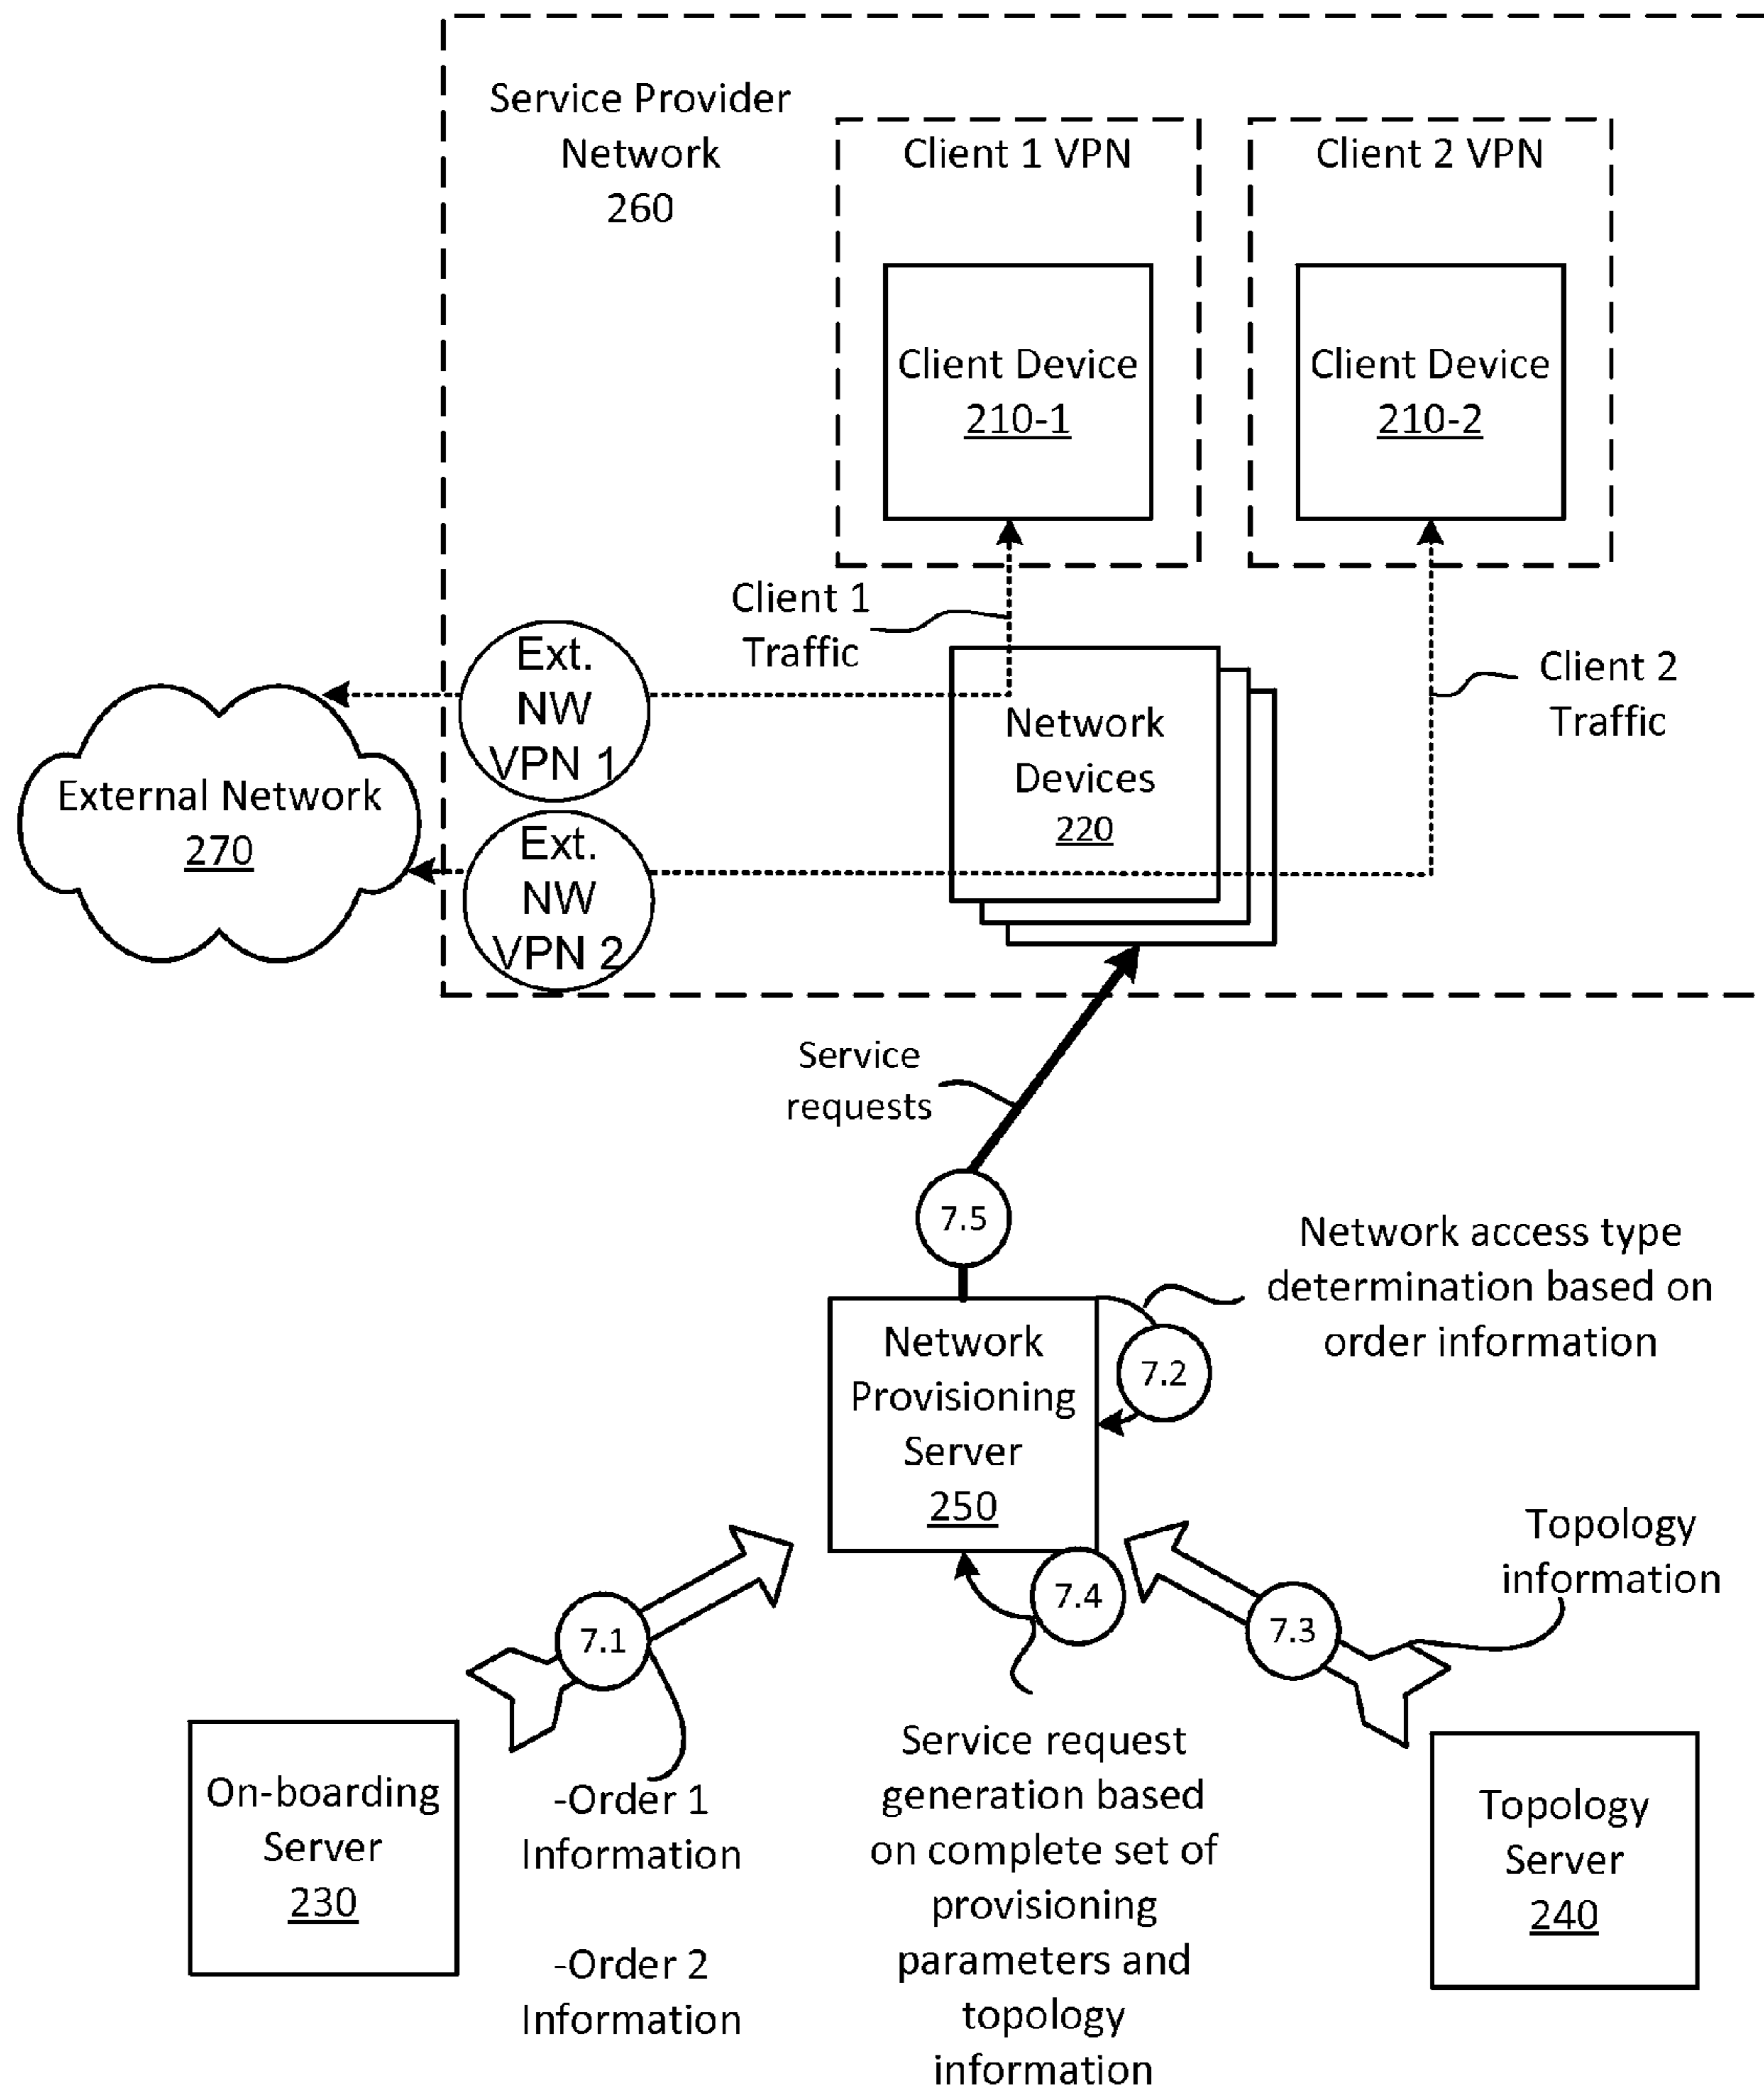 Service Provider
Network
260
Client 1 VPN
Client 2 VPN
Client Device
210-1
Client Device
210-2
Client 1
Traffic
Client 2
Traffic
Ext.
NW
VPN 1
Network
Devices
220
External Network
270
Ext.
NW
VPN 2
Service
requests
7.5
Network access type
determination based on
order information
7.2
Network
Provisioning
Server
250
Topology
information
7.4
7.3
7.1
On-boarding
Server
230
-Order 1
Information
-Order 2
Information
Service request
generation based
on complete set of
provisioning
parameters and
topology
information
Topology
Server
240